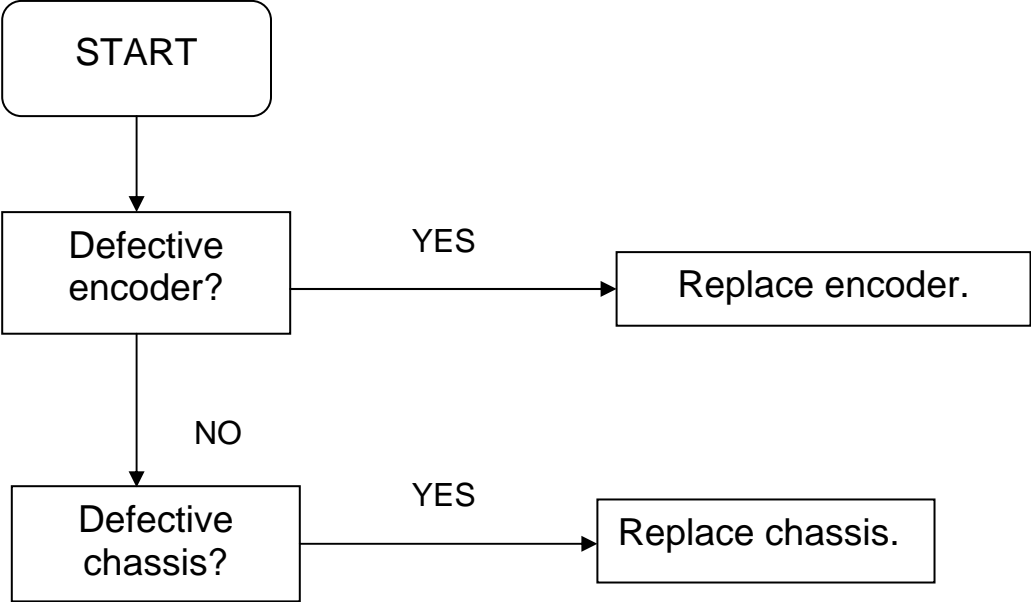 START
Defective
encoder?
YES
Replace encoder.
NO
Defective
chassis?
YES
Replace chassis.